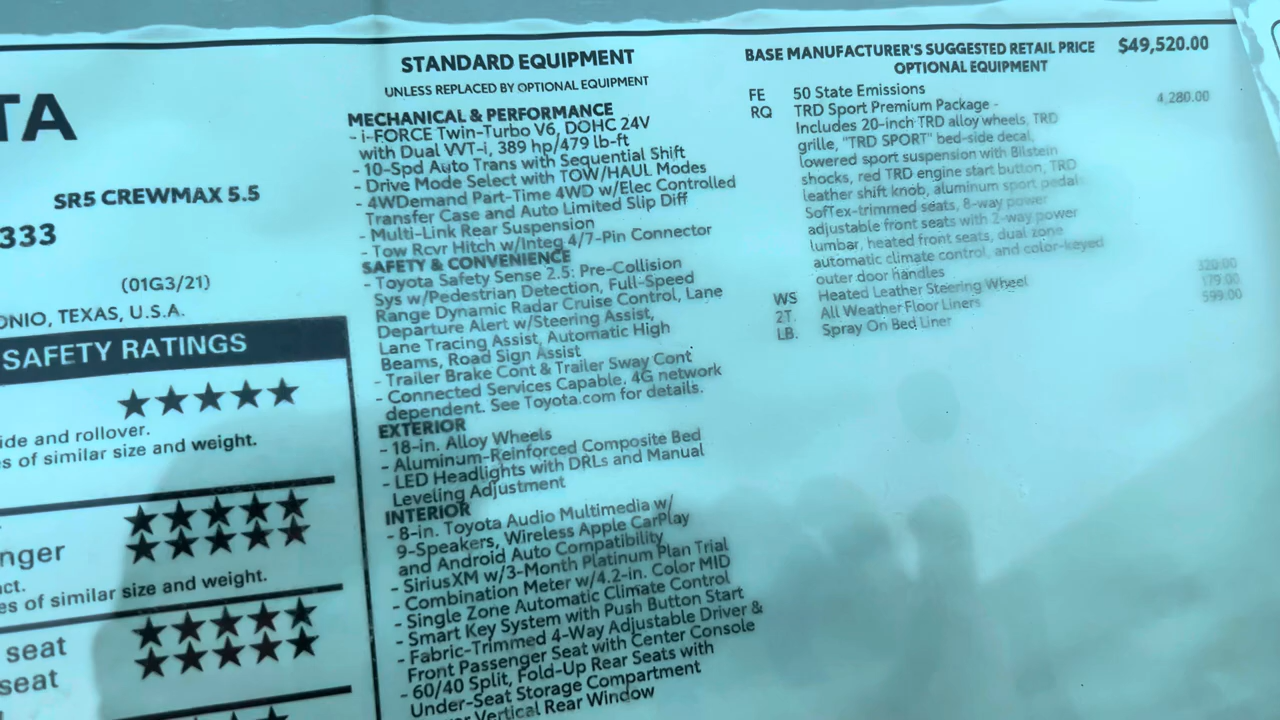 TA
SR5 CREWMAX 5.5
333
(01G3/21)
ONIO, TEXAS, U.S.A.
SAFETY RATINGS
★★★★★
ide and rollover.
es of similar size and weight.
★★★★★
nger ★★★★★
ct.
es of similar size and weight.
★★★★★
seat
★★★★★
seat
STANDARD EQUIPMENT
UNLESS REPLACED BY OPTIONAL EQUIPMENT
MECHANICAL & PERFORMANCE
- i-FORCE Twin-Turbo V6, DOHC 24V
with Dual VVT-i, 389 hp/479 lb-ft
- 10-Spd Auto Trans with Sequential Shift
- Drive Mode Select with TOW/HAUL Modes
- 4WDemand Part-Time 4WD w/Elec Controlled
Transfer Case and Auto Limited Slip Diff
- Multi-Link Rear Suspension
- Tow Rcvr Hitch w/Integ 4/7-Pin Connector
SAFETY & CONVENIENCE
- Toyota Safety Sense 2.5: Pre-Collision
Sys w/Pedestrian Detection, Full-Speed
Range Dynamic Radar Cruise Control, Lane
Departure Alert w/Steering Assist,
Lane Tracing Assist, Automatic High
Beams, Road Sign Assist
- Trailer Brake Cont & Trailer Sway Cont
- Connected Services Capable. 4G network
dependent. See Toyota.com for details.
EXTERIOR
- 18-in. Alloy Wheels
- Aluminum-Reinforced Composite Bed
- LED Headlights with DRLs and Manual
Leveling Adjustment
INTERIOR
- 8-in. Toyota Audio Multimedia w/
9-Speakers, Wireless Apple CarPlay
and Android Auto Compatibility
- SiriusXM w/3-Month Platinum Plan Trial
- Combination Meter w/4.2-in. Color MID
- Single Zone Automatic Climate Control
- Smart Key System with Push Button Start
- Fabric-Trimmed 4-Way Adjustable Driver &
Front Passenger Seat with Center Console
- 60/40 Split, Fold-Up Rear Seats with
Under-Seat Storage Compartment
Vertical Rear Window
BASE MANUFACTURER'S SUGGESTED RETAIL PRICE $49,520.00
OPTIONAL EQUIPMENT
FE 50 State Emissions
RQ TRD Sport Premium Package - 4,280.00
Includes 20-inch TRD alloy wheels, TRD
grille, "TRD SPORT" bed-side decal,
lowered sport suspension with Bilstein
shocks, red TRD engine start button, TRD
leather shift knob, aluminum sport pedals
SofTex-trimmed seats, 8-way power
adjustable front seats with 2-way power
lumbar, heated front seats, dual zone
automatic climate control, and color-keyed
outer door handles
WS Heated Leather Steering Wheel 320.00
2T. All Weather Floor Liners 179.00
LB. Spray On Bed Liner 599.00